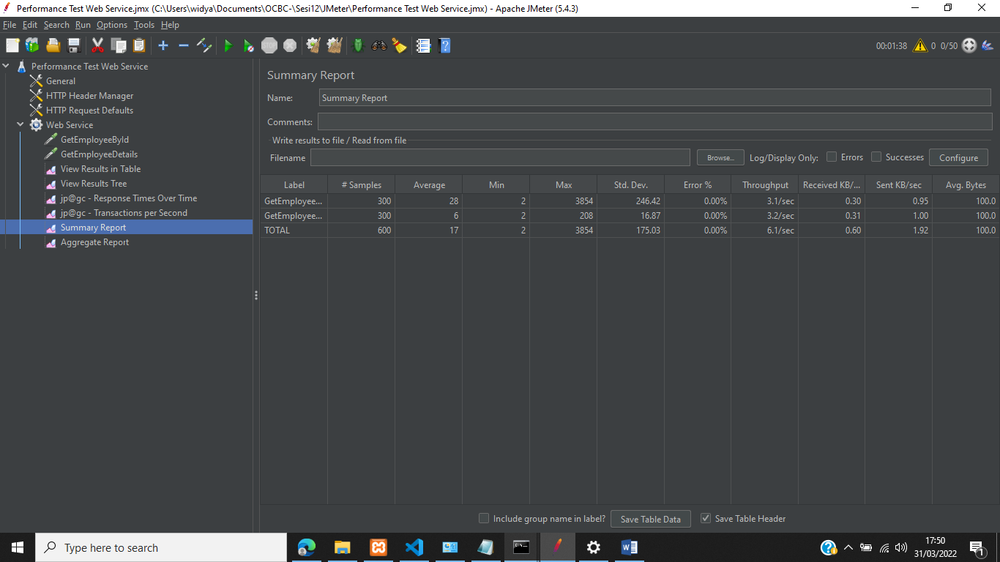 Performance Test Web Service.jmx (C:\Users\widya\Documents\OCBC-\Sesi12\JMeter\Performance Test Web Service.jmx) - Apache JMeter (5.4.3)
File Edit Search Run Options Tools Help
STOP 00:01:38 0 0/50
Performance Test Web Service
General
HTTP Header Manager
HTTP Request Defaults
Web Service
GetEmployeeById
GetEmployeeDetails
View Results in Table
View Results Tree
jp@gc - Response Times Over Time
jp@gc - Transactions per Second
Summary Report
Aggregate Report
Summary Report
Name: Summary Report
Comments:
Write results to file / Read from file
Filename Browse... Log/Display Only: Errors Successes Configure
Label # Samples Average Min Max Std. Dev. Error % Throughput Received KB/... Sent KB/sec Avg. Bytes
GetEmployee... 300 28 2 3854 246.42 0.00% 3.1/sec 0.30 0.95 100.0
GetEmployee... 300 6 2 208 16.87 0.00% 3.2/sec 0.31 1.00 100.0
TOTAL 600 17 2 3854 175.03 0.00% 6.1/sec 0.60 1.92 100.0
Include group name in label? Save Table Data Save Table Header
Type here to search
17:50
31/03/2022
1